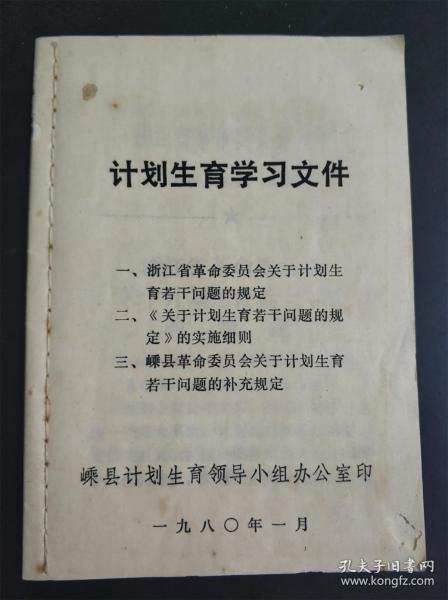 计划生育学习文件
一、浙江省革命委员会关于计划生
育若干问题的规定
二、《关于计划生育若干问题的规
定》的实施细则
三、嵊县革命委员会关于计划生育
若干问题的补充规定
嵊县计划生育领导小组办公室印
一九八〇年一月
孔夫子旧书网
www.kongfz.com